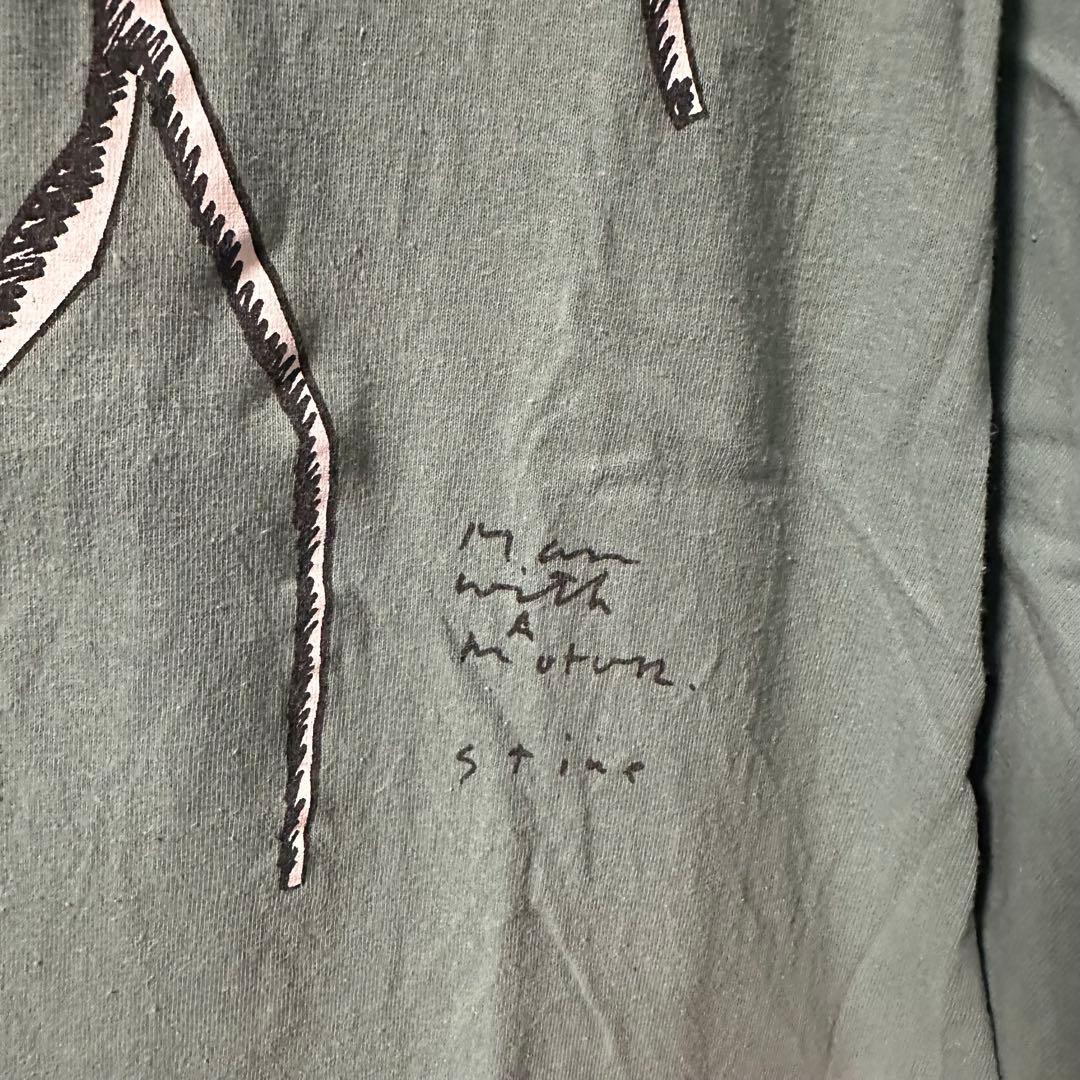 Man
with
A
Motor.
stine